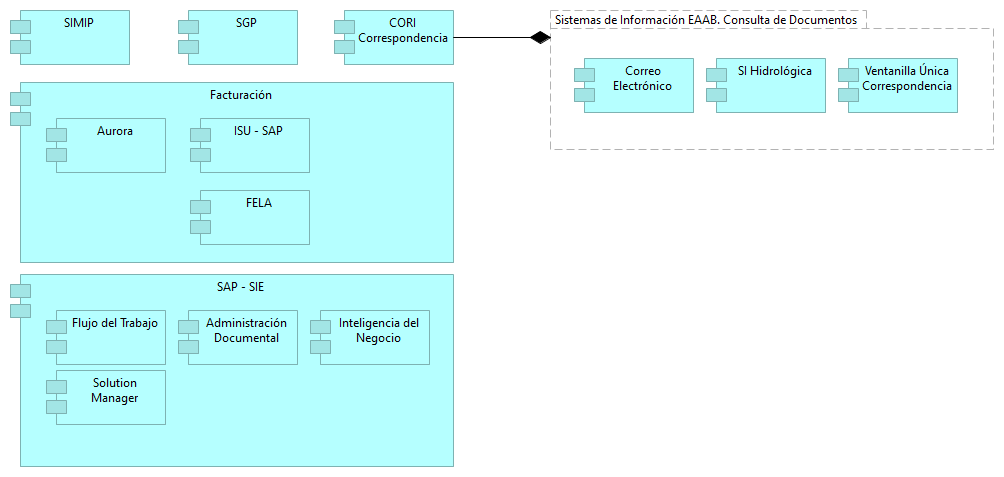 SIMIP
SGP
CORI
Correspondencia
Sistemas de Información EAAB. Consulta de Documentos
Correo
Electrónico
SI Hidrológica
Ventanilla Única
Correspondencia
Facturación
Aurora
ISU - SAP
FELA
SAP - SIE
Flujo del Trabajo
Administración
Documental
Inteligencia del
Negocio
Solution
Manager